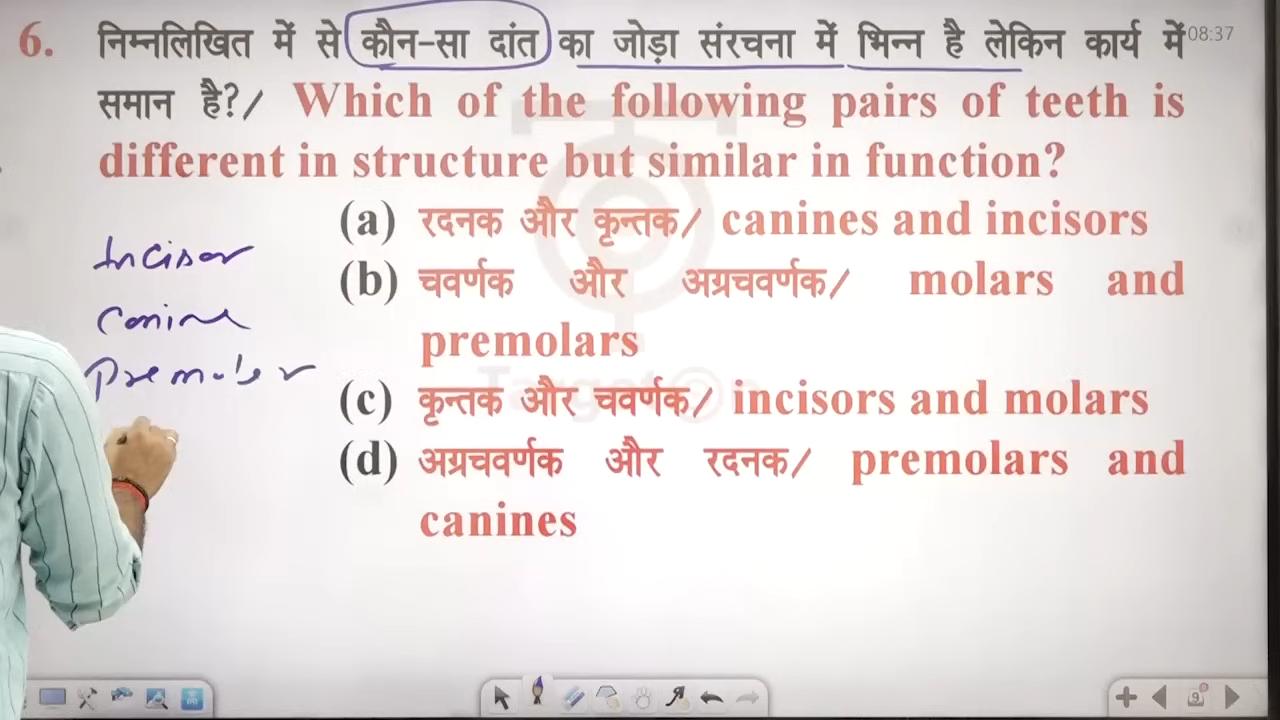 08:37
6. निम्नलिखित में से कौन-सा दांत का जोड़ा संरचना में भिन्न है लेकिन कार्य में
समान है?/ Which of the following pairs of teeth is
different in structure but similar in function?
(a) रदनक और कृन्तक/ canines and incisors
(b) चवर्णक और अग्रचवर्णक/ molars and
premolars
(c) कृन्तक और चवर्णक/ incisors and molars
(d) अग्रचवर्णक और रदनक/ premolars and
canines
Incisor
Canine
Premolar
9